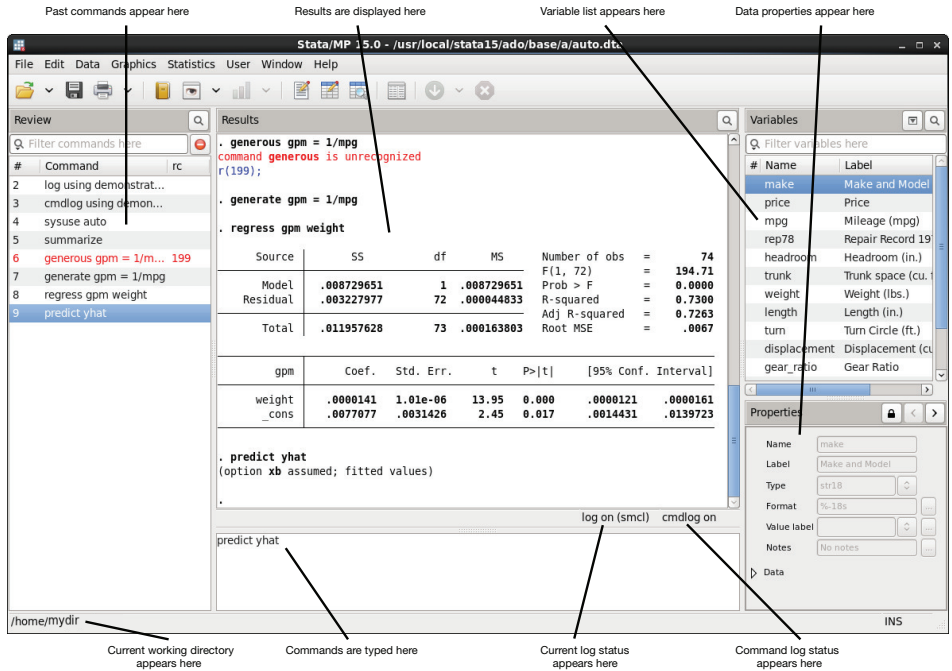 Past commands appear here
Results are displayed here
Variable list appears here
Data properties appear here
Stata/MP 15.0 - /usr/local/stata15/ado/base/a/auto.dta
File Edit Data Graphics Statistics User Window Help
Review
Filter commands here
# Command rc
2 log using demonstrat...
3 cmdlog using demon...
4 sysuse auto
5 summarize
6 generous gpm = 1/m... 199
7 generate gpm = 1/mpg
8 regress gpm weight
9 predict yhat
Results
. generous gpm = 1/mpg
command generous is unrecognized
r(199);
. generate gpm = 1/mpg
. regress gpm weight
Source SS df MS Number of obs = 74
F(1, 72) = 194.71
Model .008729651 1 .008729651 Prob > F = 0.0000
Residual .003227977 72 .000044833 R-squared = 0.7300
Adj R-squared = 0.7263
Total .011957628 73 .000163803 Root MSE = .0067
gpm Coef. Std. Err. t P>|t| [95% Conf. Interval]
weight .0000141 1.01e-06 13.95 0.000 .0000121 .0000161
_cons .0077077 .0031426 2.45 0.017 .0014431 .0139723
. predict yhat
(option xb assumed; fitted values)
.
log on (smcl) cmdlog on
predict yhat
Variables
Filter variables here
# Name Label
make Make and Model
price Price
mpg Mileage (mpg)
rep78 Repair Record 19
headroom Headroom (in.)
trunk Trunk space (cu.
weight Weight (lbs.)
length Length (in.)
turn Turn Circle (ft.)
displacement Displacement (cu
gear_ratio Gear Ratio
Properties
Name make
Label Make and Model
Type str18
Format %-18s
Value label
Notes No notes
Data
/home/mydir
INS
Current working directory
appears here
Commands are typed here
Current log status
appears here
Command log status
appears here